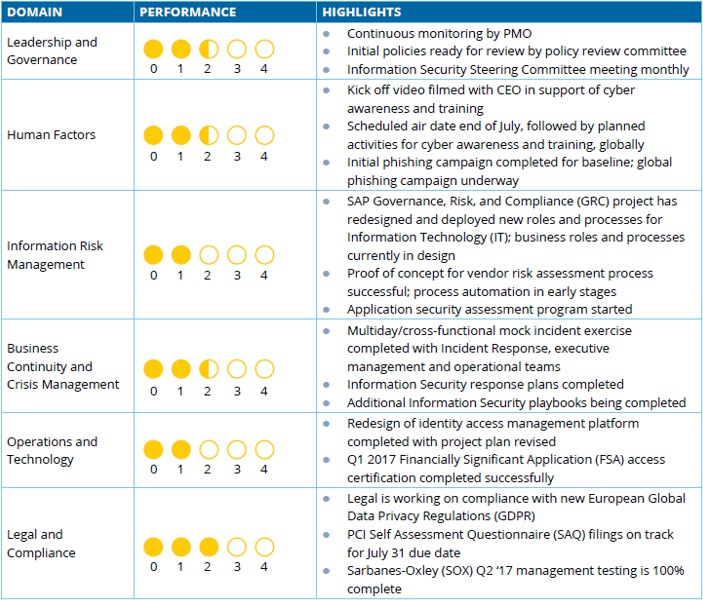 DOMAIN PERFORMANCE HIGHLIGHTS
Leadership and
Governance
0 1 2 3 4
● Continuous monitoring by PMO
● Initial policies ready for review by policy review committee
● Information Security Steering Committee meeting monthly
Human Factors
0 1 2 3 4
● Kick off video filmed with CEO in support of cyber
awareness and training
● Scheduled air date end of July, followed by planned
activities for cyber awareness and training, globally
● Initial phishing campaign completed for baseline; global
phishing campaign underway
Information Risk
Management
0 1 2 3 4
● SAP Governance, Risk, and Compliance (GRC) project has
redesigned and deployed new roles and processes for
Information Technology (IT); business roles and processes
currently in design
● Proof of concept for vendor risk assessment process
successful; process automation in early stages
● Application security assessment program started
Business
Continuity and
Crisis Management
0 1 2 3 4
● Multiday/cross-functional mock incident exercise
completed with Incident Response, executive
management and operational teams
● Information Security response plans completed
● Additional Information Security playbooks being completed
Operations and
Technology
0 1 2 3 4
● Redesign of identity access management platform
completed with project plan revised
● Q1 2017 Financially Significant Application (FSA) access
certification completed successfully
Legal and
Compliance
0 1 2 3 4
● Legal is working on compliance with new European Global
Data Privacy Regulations (GDPR)
● PCI Self Assessment Questionnaire (SAQ) filings on track
for July 31 due date
● Sarbanes-Oxley (SOX) Q2 ‘17 management testing is 100%
complete